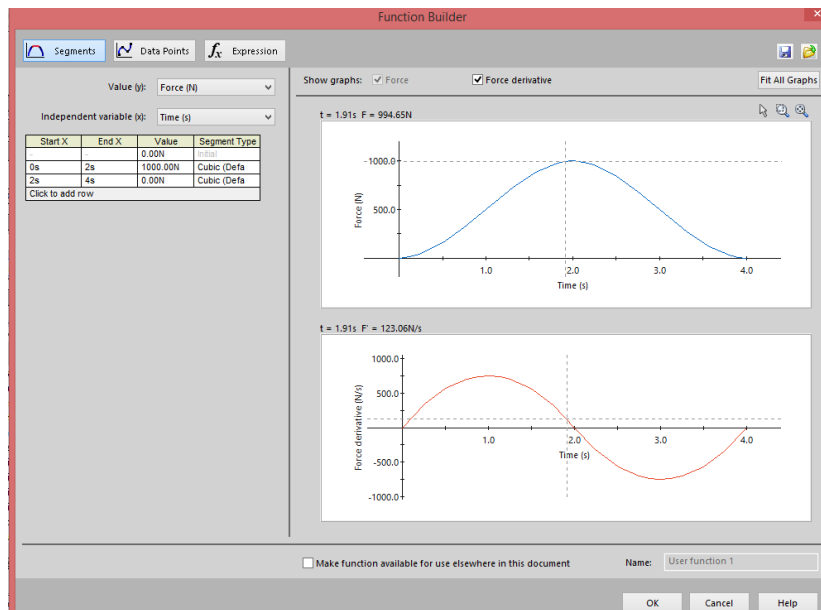 Function Builder
Segments Data Points fx Expression
Value (y): Force (N)
Independent variable (x): Time (s)
Start X End X Value Segment Type
- - 0.00N Initial
0s 2s 1000.00N Cubic (Defa
2s 4s 0.00N Cubic (Defa
Click to add row
Show graphs: Force Force derivative Fit All Graphs
t = 1.91s F = 994.65N
1000.0
500.0
Force (N)
1.0 2.0 3.0 4.0
Time (s)
t = 1.91s F' = 123.06N/s
1000.0
500.0
Force derivative (N/s)
1.0 2.0 3.0 4.0
Time (s)
-500.0
-1000.0
Make function available for use elsewhere in this document Name: User function 1
OK Cancel Help